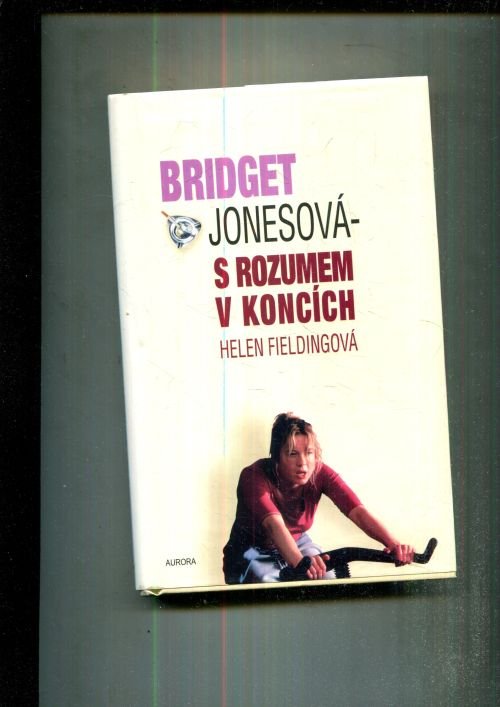 BRIDGET
JONESOVÁ-
S ROZUMEM
V KONCÍCH
HELEN FIELDINGOVÁ
AURORA